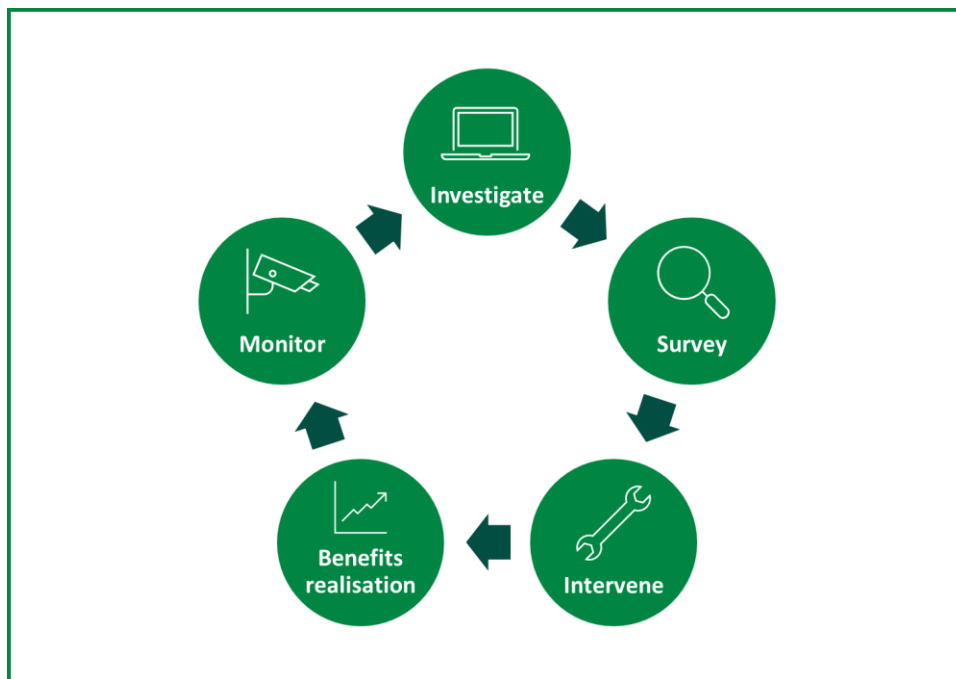 Investigate
Survey
Intervene
Benefits
realisation
Monitor